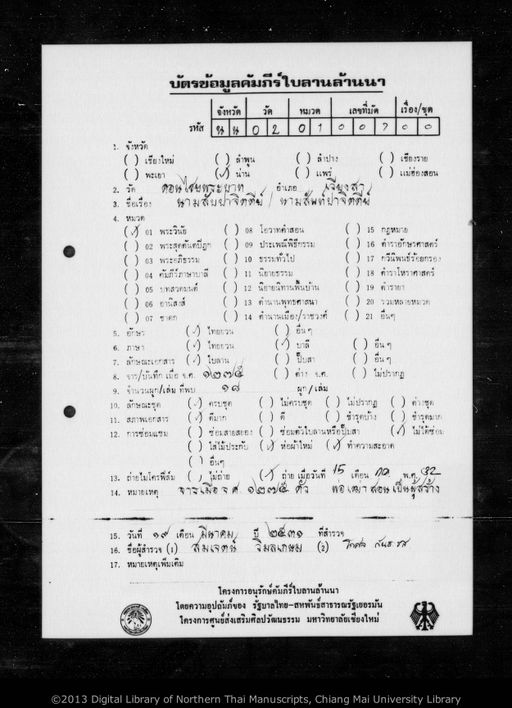 บัตรข้อมูลคัมภีร์ใบลานล้านนา
จังหวัด วัด หมวด เลขที่มัด เรื่อง/ชุด
รหัส น น 0 2 0 1 0 0 7 0 0
1. จังหวัด
( ) เชียงใหม่ ( ) ลำพูน ( ) ลำปาง ( ) เชียงราย
( ) พะเยา (✓) น่าน ( ) แพร่ ( ) แม่ฮ่องสอน
2. วัด ดอนไชยพระบาท อำเภอ เวียงสา
3. ชื่อเรื่อง
4. หมวด
(✓) 01 พระวินัย ( ) 08 โอวาทคำสอน ( ) 15 กฎหมาย
( ) 02 พระสุตตันตปิฎก ( ) 09 ประเพณีพิธีกรรม ( ) 16 ตำราโหราศาสตร์
( ) 03 พระอภิธรรม ( ) 10 ธรรมทั่วไป ( ) 17 กวีนิพนธ์ร้อยกรอง
( ) 04 คัมภีร์ภาษาบาลี ( ) 11 นิยายธรรม ( ) 18
( ) 05 บทสวดมนต์ ( ) 12 นิยายนิทานพื้นบ้าน ( ) 19 ตำรายา
( ) 06 อานิสงส์ ( ) 13 ตำนานพุทธศาสนา ( ) 20 รวมหลายหมวด
( ) 07 ชาดก ( ) 14 ตำนานเมือง/ราชวงศ์ ( ) 21 อื่นๆ
5. อักษร (✓) ไทยยวน ( ) อื่นๆ
6. ภาษา (✓) ไทยยวน (✓) บาลี ( ) อื่นๆ
7. ลักษณะเอกสาร (✓) ใบลาน ( ) ปั๊บสา ( ) อื่นๆ
8. จาร/บันทึก เมื่อ จ.ศ. ๑๒๗๕ ( ) ค่าง จ.ศ. ( ) ไม่ปรากฏ
9. จำนวนผูก/เล่ม ที่พบ ๑๘ ผูก/เล่ม
10. ลักษณะชุด (✓) ครบชุด ( ) ไม่ครบชุด ( ) ไม่ปรากฏ ( ) ค่างชุด
11. สภาพเอกสาร (✓) ดีมาก ( ) ดี ( ) ชำรุดบ้าง ( ) ชำรุดมาก
12. การซ่อมแซม ( ) ซ่อมสายสยอง ( ) ซ่อมตัวใบลานหรือปั๊บสา (✓) ไม่ได้ซ่อม
( ) ใส่ไม้ประกับ (✓) ห่อผ้าใหม่ (✓) ทำความสะอาด
( ) อื่นๆ
13. ถ่ายไมโครฟิล์ม ( ) ไม่ถ่าย (✓) ถ่าย เมื่อวันที่ 15 เดือน พ.ศ. 32
14. หมายเหตุ จารเมื่อ จ.ศ. ๑๒๗๕ ตัว พ่อเฒ่า สอน เป็นผู้สร้าง
15. วันที่ ๑๙ เดือน มีนาคม ปี ๒๕๓๑ ที่สำรวจ
16. ชื่อผู้สำรวจ (1) สมเจตน์ วิมลเกษม (2)
17. หมายเหตุเพิ่มเติม
โครงการอนุรักษ์คัมภีร์ใบลานล้านนา
โดยความอุปถัมภ์ของ รัฐบาลไทย-สหพันธ์สาธารณรัฐเยอรมัน
โครงการศูนย์ส่งเสริมศิลปวัฒนธรรม มหาวิทยาลัยเชียงใหม่
©2013 Digital Library of Northern Thai Manuscripts, Chiang Mai University Library